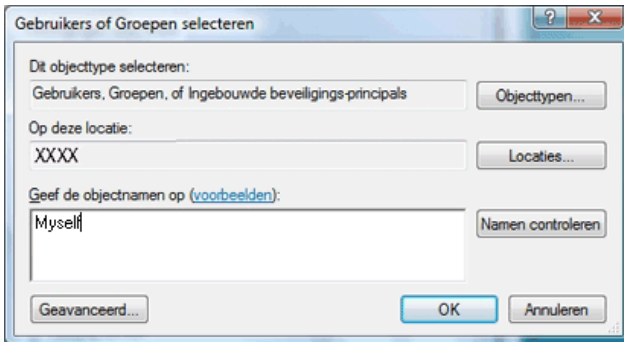 Gebruikers of Groepen selecteren
Dit objecttype selecteren:
Gebruikers, Groepen, of Ingebouwde beveiligings-principals
Objecttypen...
Op deze locatie:
XXXX
Locaties...
Geef de objectnamen op (voorbeelden):
Myself
Namen controleren
Geavanceerd...
OK
Annuleren